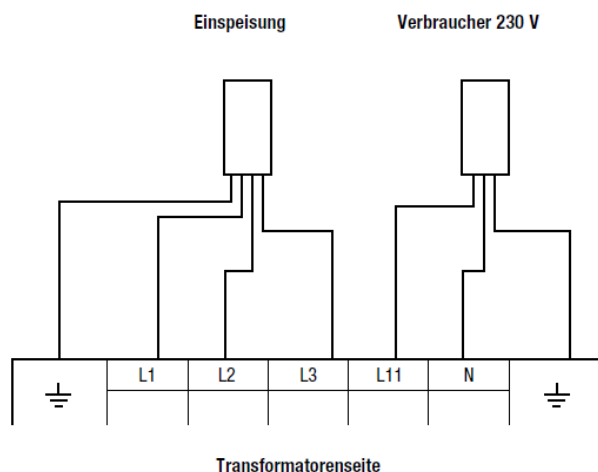 Einspeisung Verbraucher 230 V
L1 L2 L3 L11 N
Transformatorenseite